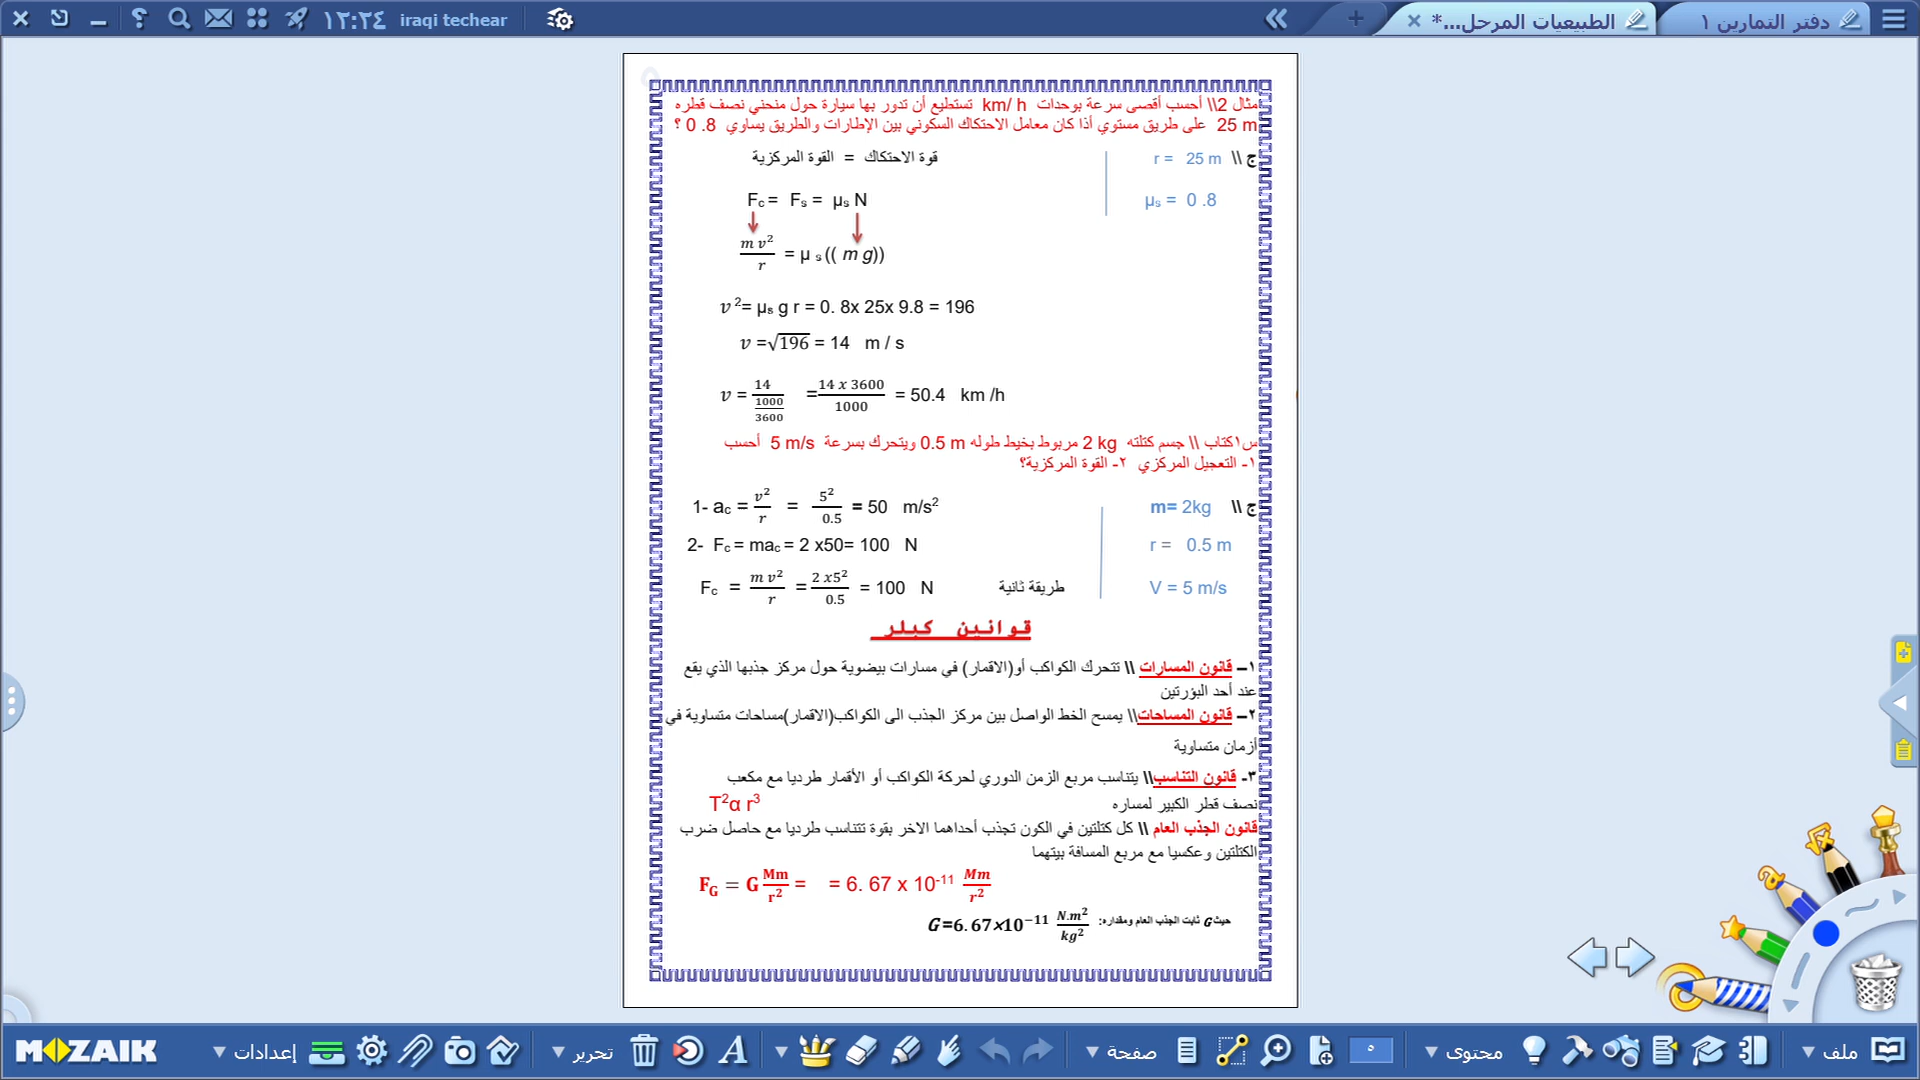 iraqi techear ١٢:٢٤
الطبيعيات المرحل...*
دفتر التمارين ١
مثال 2\\ أحسب أقصى سرعة بوحدات km/ h تستطيع أن تدور بها سيارة حول منحني نصف قطره
25 m على طريق مستوي أذا كان معامل الاحتكاك السكوني بين الإطارات والطريق يساوي 0 .8 ؟
ج \\ r = 25 m
قوة الاحتكاك = القوة المركزية
μs = 0 .8
Fc = Fs = μs N
m v²/r = μ s (( m g))
v ²= μs g r = 0. 8x 25x 9.8 = 196
v =√196 = 14 m / s
v = 14/(1000/3600) = 14 x 3600/1000 = 50.4 km /h
س١كتاب \\ جسم كتلته 2 kg مربوط بخيط طوله 0.5 m ويتحرك بسرعة 5 m/s أحسب
١- التعجيل المركزي ٢- القوة المركزية؟
ج \\ m= 2kg
1- ac = v²/r = 5²/0.5 = 50 m/s²
r = 0.5 m
2- Fc = mac = 2 x50= 100 N
V = 5 m/s
طريقة ثانية Fc = m v²/r = 2 x5²/0.5 = 100 N
قوانين كبلر
١– قانون المسارات \\ تتحرك الكواكب أو(الاقمار) في مسارات بيضوية حول مركز جذبها الذي يقع
عند أحد البؤرتين
٢– قانون المساحات\\ يمسح الخط الواصل بين مركز الجذب الى الكواكب(الاقمار)مساحات متساوية في
أزمان متساوية
٣- قانون التناسب\\ يتناسب مربع الزمن الدوري لحركة الكواكب أو الأقمار طرديا مع مكعب
نصف قطر الكبير لمساره T²α r³
قانون الجذب العام \\ كل كتلتين في الكون تجذب أحداهما الاخر بقوة تتناسب طرديا مع حاصل ضرب
الكتلتين وعكسيا مع مربع المسافة بيتهما
FG = G Mm/r² = = 6. 67 x 10⁻¹¹ Mm/r²
حيث G ثابت الجذب العام ومقداره: G =6.67×10⁻¹¹ N.m²/kg²
MOZAIK
إعدادات
تحرير
صفحة
٥
محتوى
ملف